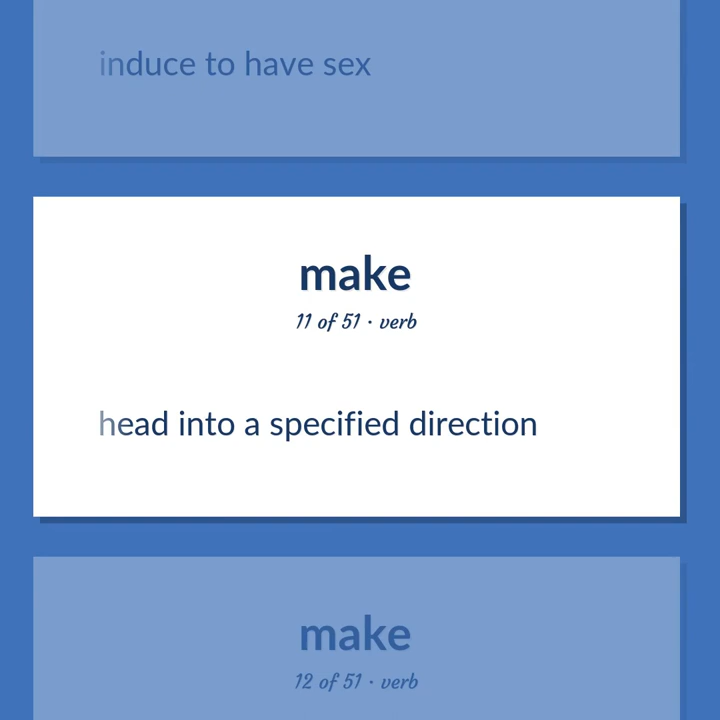 induce to have sex
make
11 of 51 · verb
head into a specified direction
make
12 of 51 · verb